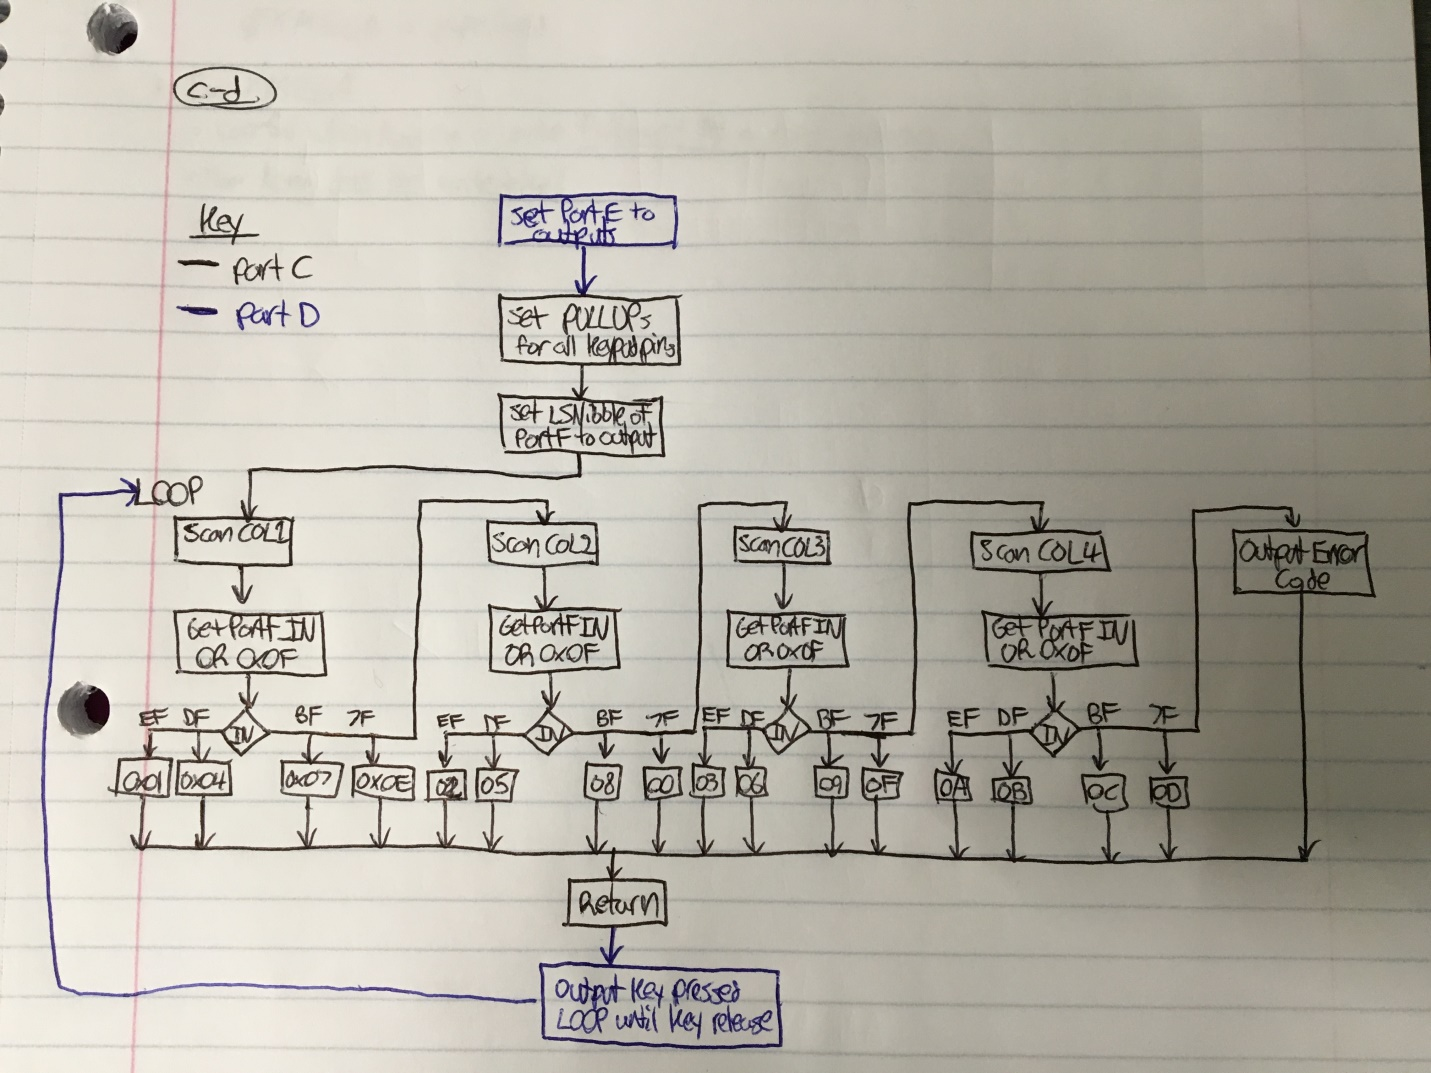 c-d
Key
Part C
Part D
Set Port E to
outputs
Set PULLUPs
for all Keypad pins
Set LSNibble of
PortF to output
LOOP
Scan COL1
Scan COL2
Scan COL3
Scan COL4
Output Error
Code
Get PortF IN
OR 0x0F
Get PortF IN
OR 0x0F
Get PortF IN
OR 0x0F
Get PortF IN
OR 0x0F
EF DF IN BF 7F
EF DF IN BF 7F
EF DF IN BF 7F
EF DF IN BF 7F
0x01 0x04 0x07 0x0E
02 05 08 00
03 06 09 0F
0A 0B 0C 0D
Return
Output Key pressed
LOOP until Key release